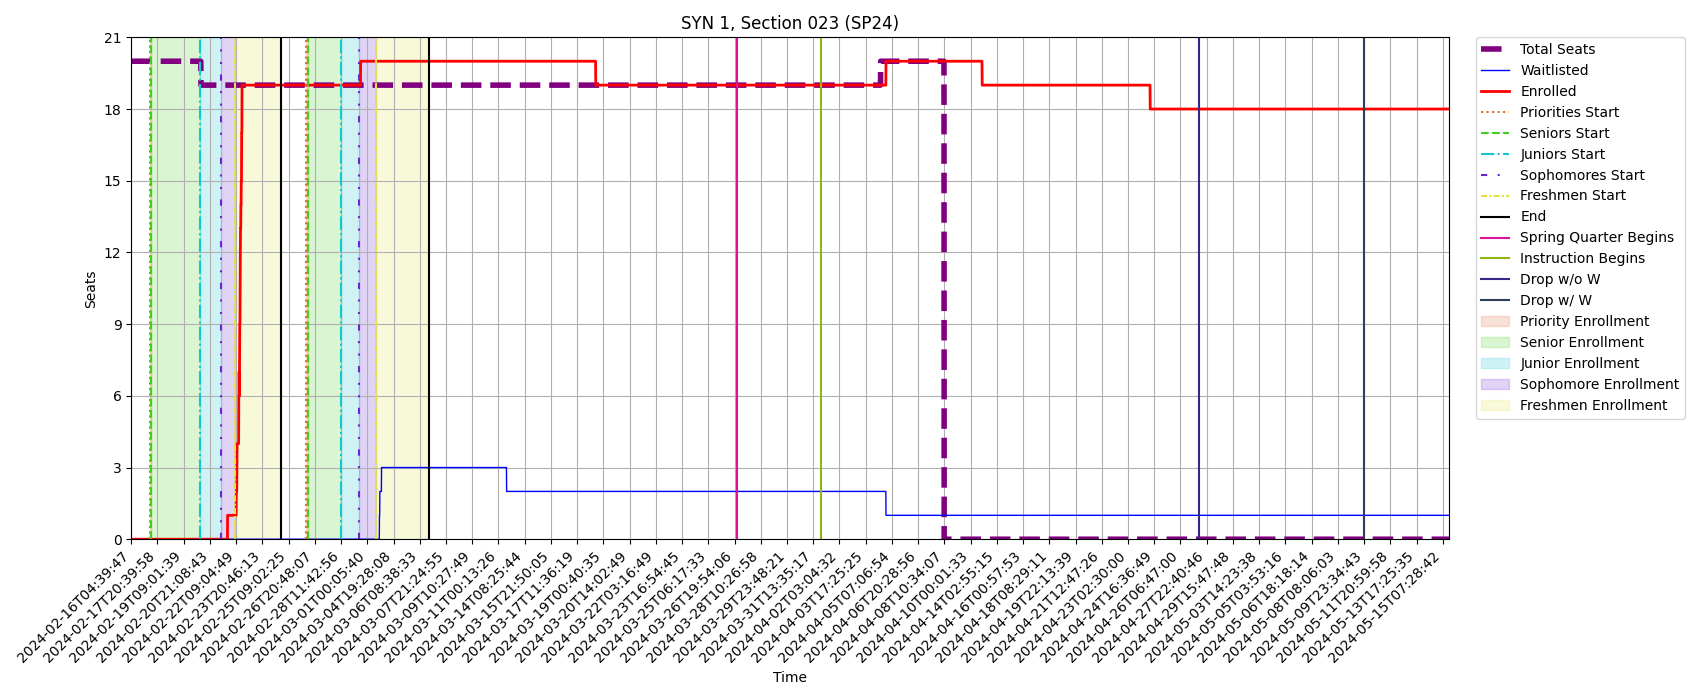 SYN 1, Section 023 (SP24)
21
18
15
12
9
6
3
0
Seats
2024-02-16T04:39:47
2024-02-17T20:39:58
2024-02-19T09:01:39
2024-02-20T21:08:43
2024-02-22T09:04:49
2024-02-23T20:46:13
2024-02-25T09:02:25
2024-02-26T20:48:07
2024-02-28T11:42:56
2024-03-01T00:05:40
2024-03-04T19:28:08
2024-03-06T08:38:33
2024-03-07T21:24:55
2024-03-09T10:27:49
2024-03-11T00:13:26
2024-03-14T08:25:44
2024-03-15T21:50:05
2024-03-17T11:36:19
2024-03-19T00:40:35
2024-03-20T14:02:49
2024-03-22T03:16:49
2024-03-23T16:54:45
2024-03-25T06:17:33
2024-03-26T19:54:06
2024-03-28T10:26:58
2024-03-29T23:48:21
2024-03-31T13:35:17
2024-04-02T03:04:32
2024-04-03T17:25:25
2024-04-05T07:06:54
2024-04-06T20:28:56
2024-04-08T10:34:07
2024-04-10T00:01:33
2024-04-14T02:55:15
2024-04-16T00:57:53
2024-04-18T08:29:11
2024-04-19T22:13:39
2024-04-21T12:47:26
2024-04-23T02:30:00
2024-04-24T16:36:49
2024-04-26T06:47:00
2024-04-27T22:40:46
2024-04-29T15:47:48
2024-05-03T14:23:38
2024-05-05T03:53:16
2024-05-06T18:18:14
2024-05-08T08:06:03
2024-05-09T23:34:43
2024-05-11T20:59:58
2024-05-13T17:25:35
2024-05-15T07:28:42
Time
Total Seats
Waitlisted
Enrolled
Priorities Start
Seniors Start
Juniors Start
Sophomores Start
Freshmen Start
End
Spring Quarter Begins
Instruction Begins
Drop w/o W
Drop w/ W
Priority Enrollment
Senior Enrollment
Junior Enrollment
Sophomore Enrollment
Freshmen Enrollment